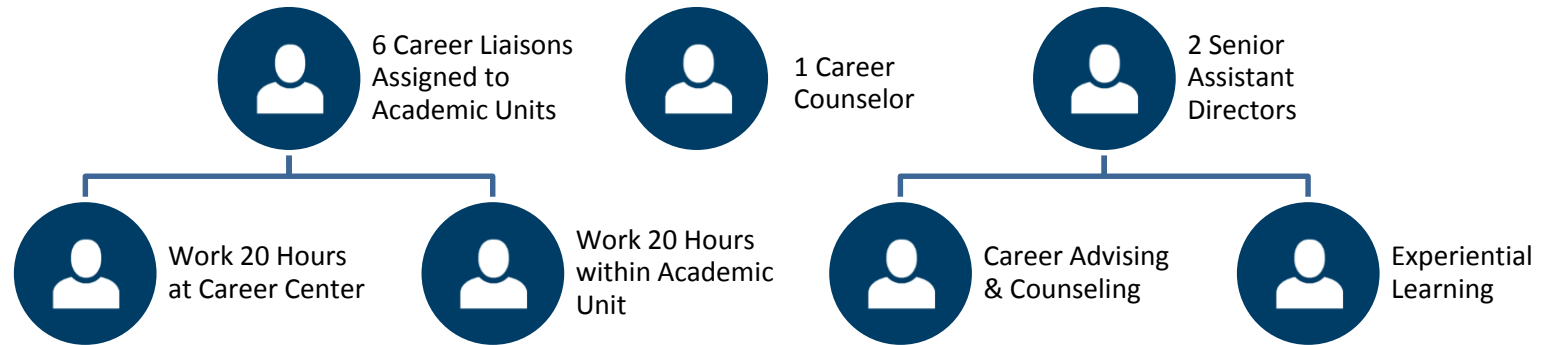 6 Career Liaisons
Assigned to
Academic Units
1 Career
Counselor
2 Senior
Assistant
Directors
Work 20 Hours
at Career Center
Work 20 Hours
within Academic
Unit
Career Advising
& Counseling
Experiential
Learning